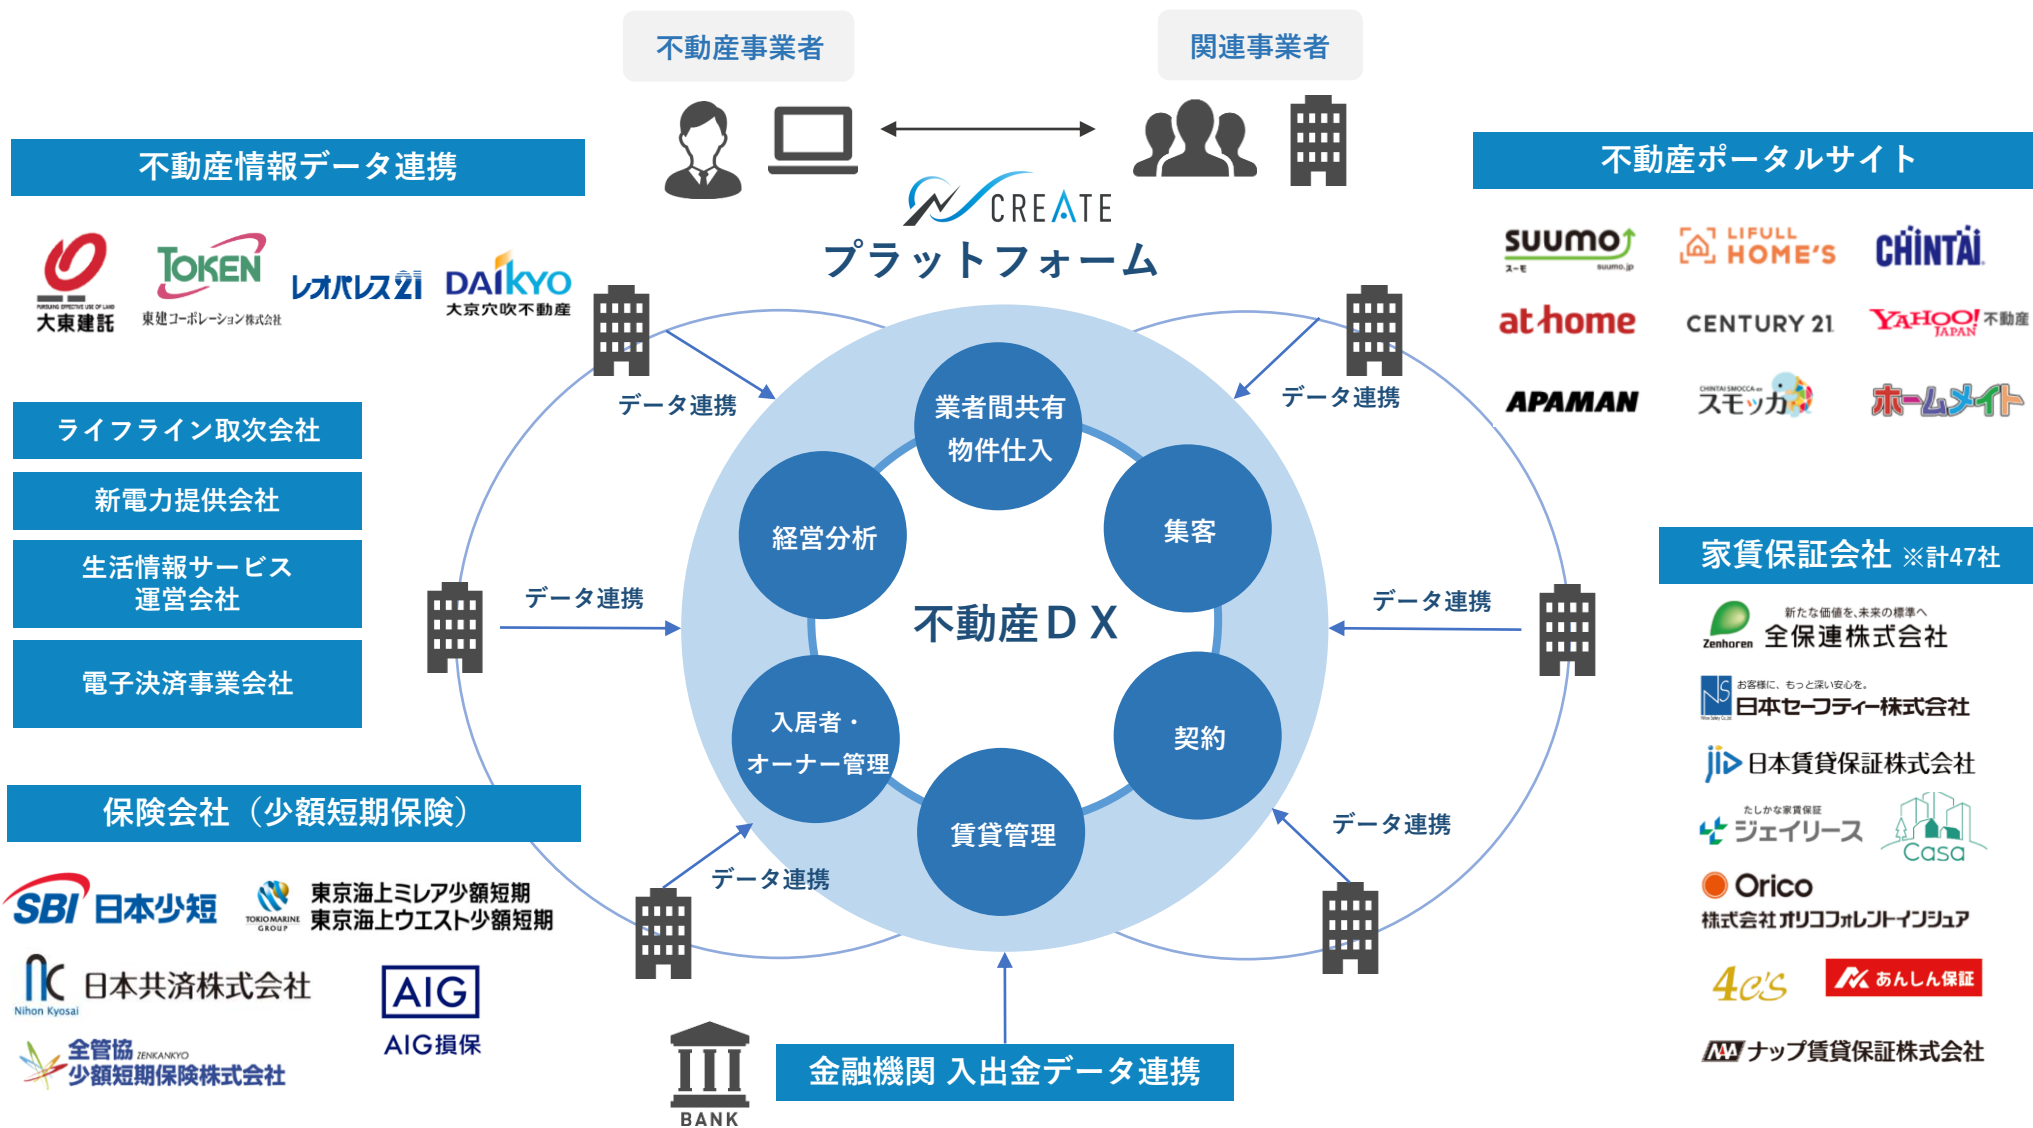 不動産事業者
関連事業者
CREATE
プラットフォーム
不動産情報データ連携
PURSUING EFFECTIVE USE OF LAND
大東建託
TOKEN
東建コーポレーション株式会社
レオパレス21
DAIKYO
大京穴吹不動産
不動産ポータルサイト
suumo
スーモ
suumo.jp
LIFULL
HOME'S
CHINTAI
at home
CENTURY 21
YAHOO!
JAPAN
不動産
APAMAN
CHINTAI SMOCCA
スモッカ
ホームメイト
データ連携
データ連携
ライフライン取次会社
新電力提供会社
生活情報サービス
運営会社
電子決済事業会社
データ連携
データ連携
業者間共有
物件仕入
集客
契約
賃貸管理
入居者・
オーナー管理
経営分析
不動産DX
家賃保証会社 ※計47社
新たな価値を、未来の標準へ
Zenhoren
全保連株式会社
お客様に、もっと深い安心を。
NS
日本セーフティー株式会社
jiD
日本賃貸保証株式会社
たしかな家賃保証
ジェイリース
Casa
Orico
株式会社オリコフォレントインシュア
4c's
あんしん保証
ナップ賃貸保証株式会社
データ連携
データ連携
保険会社（少額短期保険）
SBI 日本少短
TOKIO MARINE
GROUP
東京海上ミレア少額短期
東京海上ウエスト少額短期
Nihon Kyosai
日本共済株式会社
AIG
AIG損保
全管協 ZENKANKYO
少額短期保険株式会社
BANK
金融機関 入出金データ連携